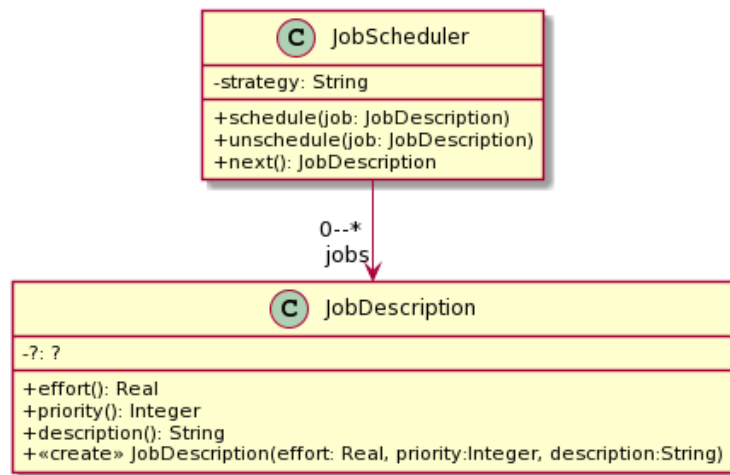 C JobScheduler
-strategy: String
+schedule(job: JobDescription)
+unschedule(job: JobDescription)
+next(): JobDescription
0--*
jobs
C JobDescription
-?: ?
+effort(): Real
+priority(): Integer
+description(): String
+«create» JobDescription(effort: Real, priority:Integer, description:String)